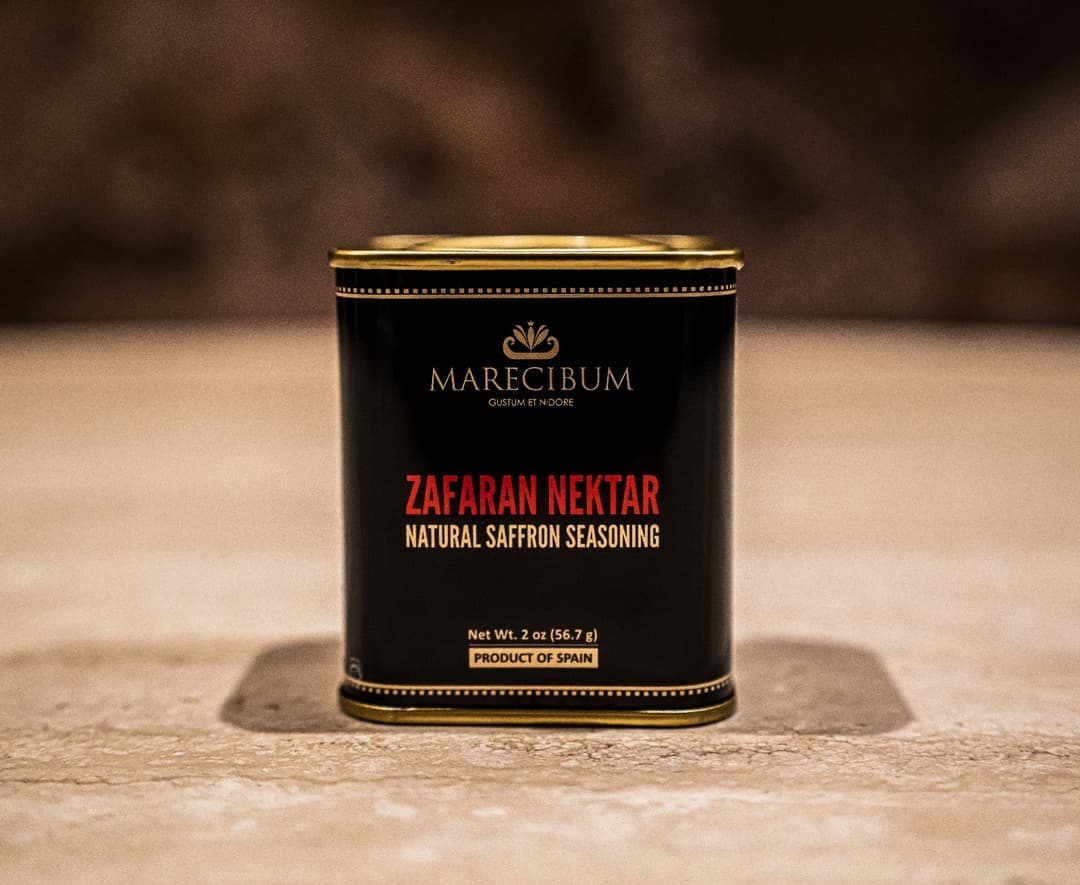 MARECIBUM
GUSTUM ET NIDORE
ZAFARAN NEKTAR
NATURAL SAFFRON SEASONING
Net Wt. 2 oz (56.7 g)
PRODUCT OF SPAIN